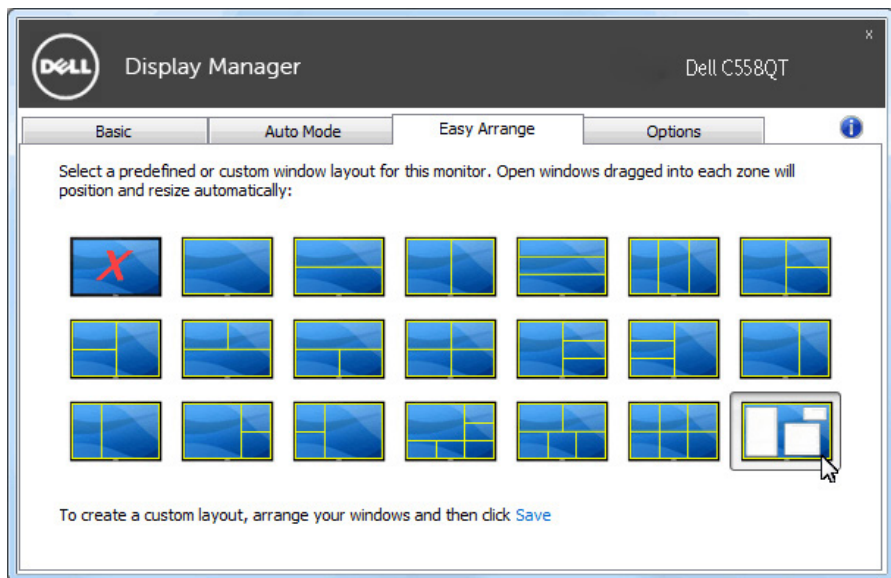 DELL
Display Manager
Dell C558QT
x
Basic
Auto Mode
Easy Arrange
Options
i
Select a predefined or custom window layout for this monitor. Open windows dragged into each zone will
position and resize automatically:
X
To create a custom layout, arrange your windows and then click Save